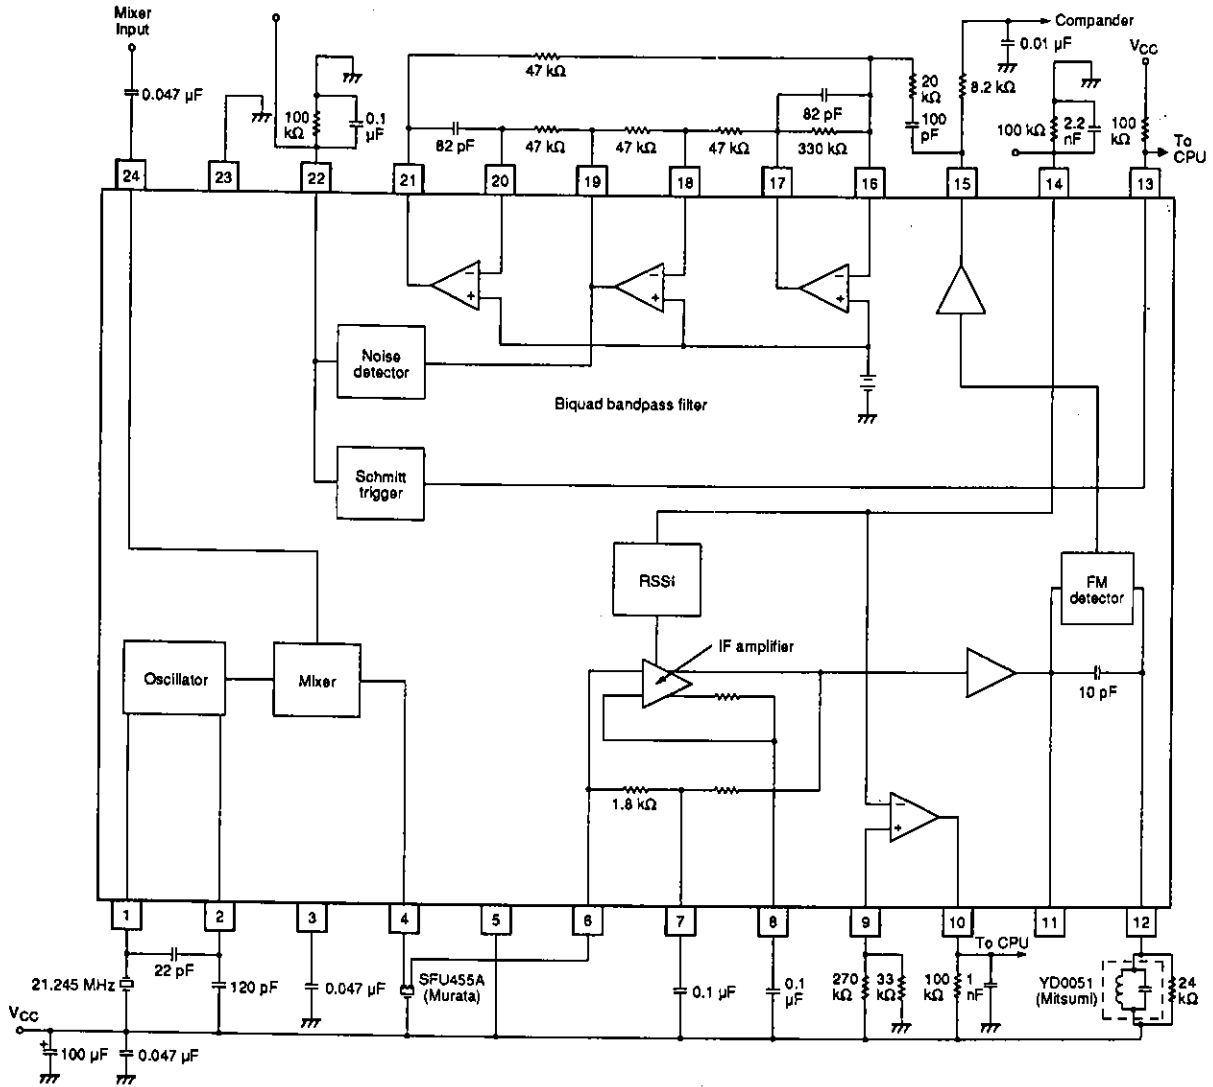 Mixer
Input
0.047 µF
100
kΩ
0.1
µF
47 kΩ
82 pF
47 kΩ
47 kΩ
47 kΩ
82 pF
330 kΩ
20
kΩ
100
pF
8.2 kΩ
Compander
0.01 µF
100 kΩ
2.2
nF
VCC
100
kΩ
To
CPU
24
23
22
21
20
19
18
17
16
15
14
13
−
+
−
+
−
+
Noise
detector
Biquad bandpass filter
Schmitt
trigger
RSSI
FM
detector
IF amplifier
Oscillator
Mixer
10 pF
1.8 kΩ
−
+
1
2
3
4
5
6
7
8
9
10
11
12
22 pF
21.245 MHz
120 pF
0.047 µF
SFU455A
(Murata)
0.1 µF
0.1
µF
270
kΩ
33
kΩ
100
kΩ
1
nF
To CPU
YD0051
(Mitsumi)
24
kΩ
VCC
+
100 µF
0.047 µF